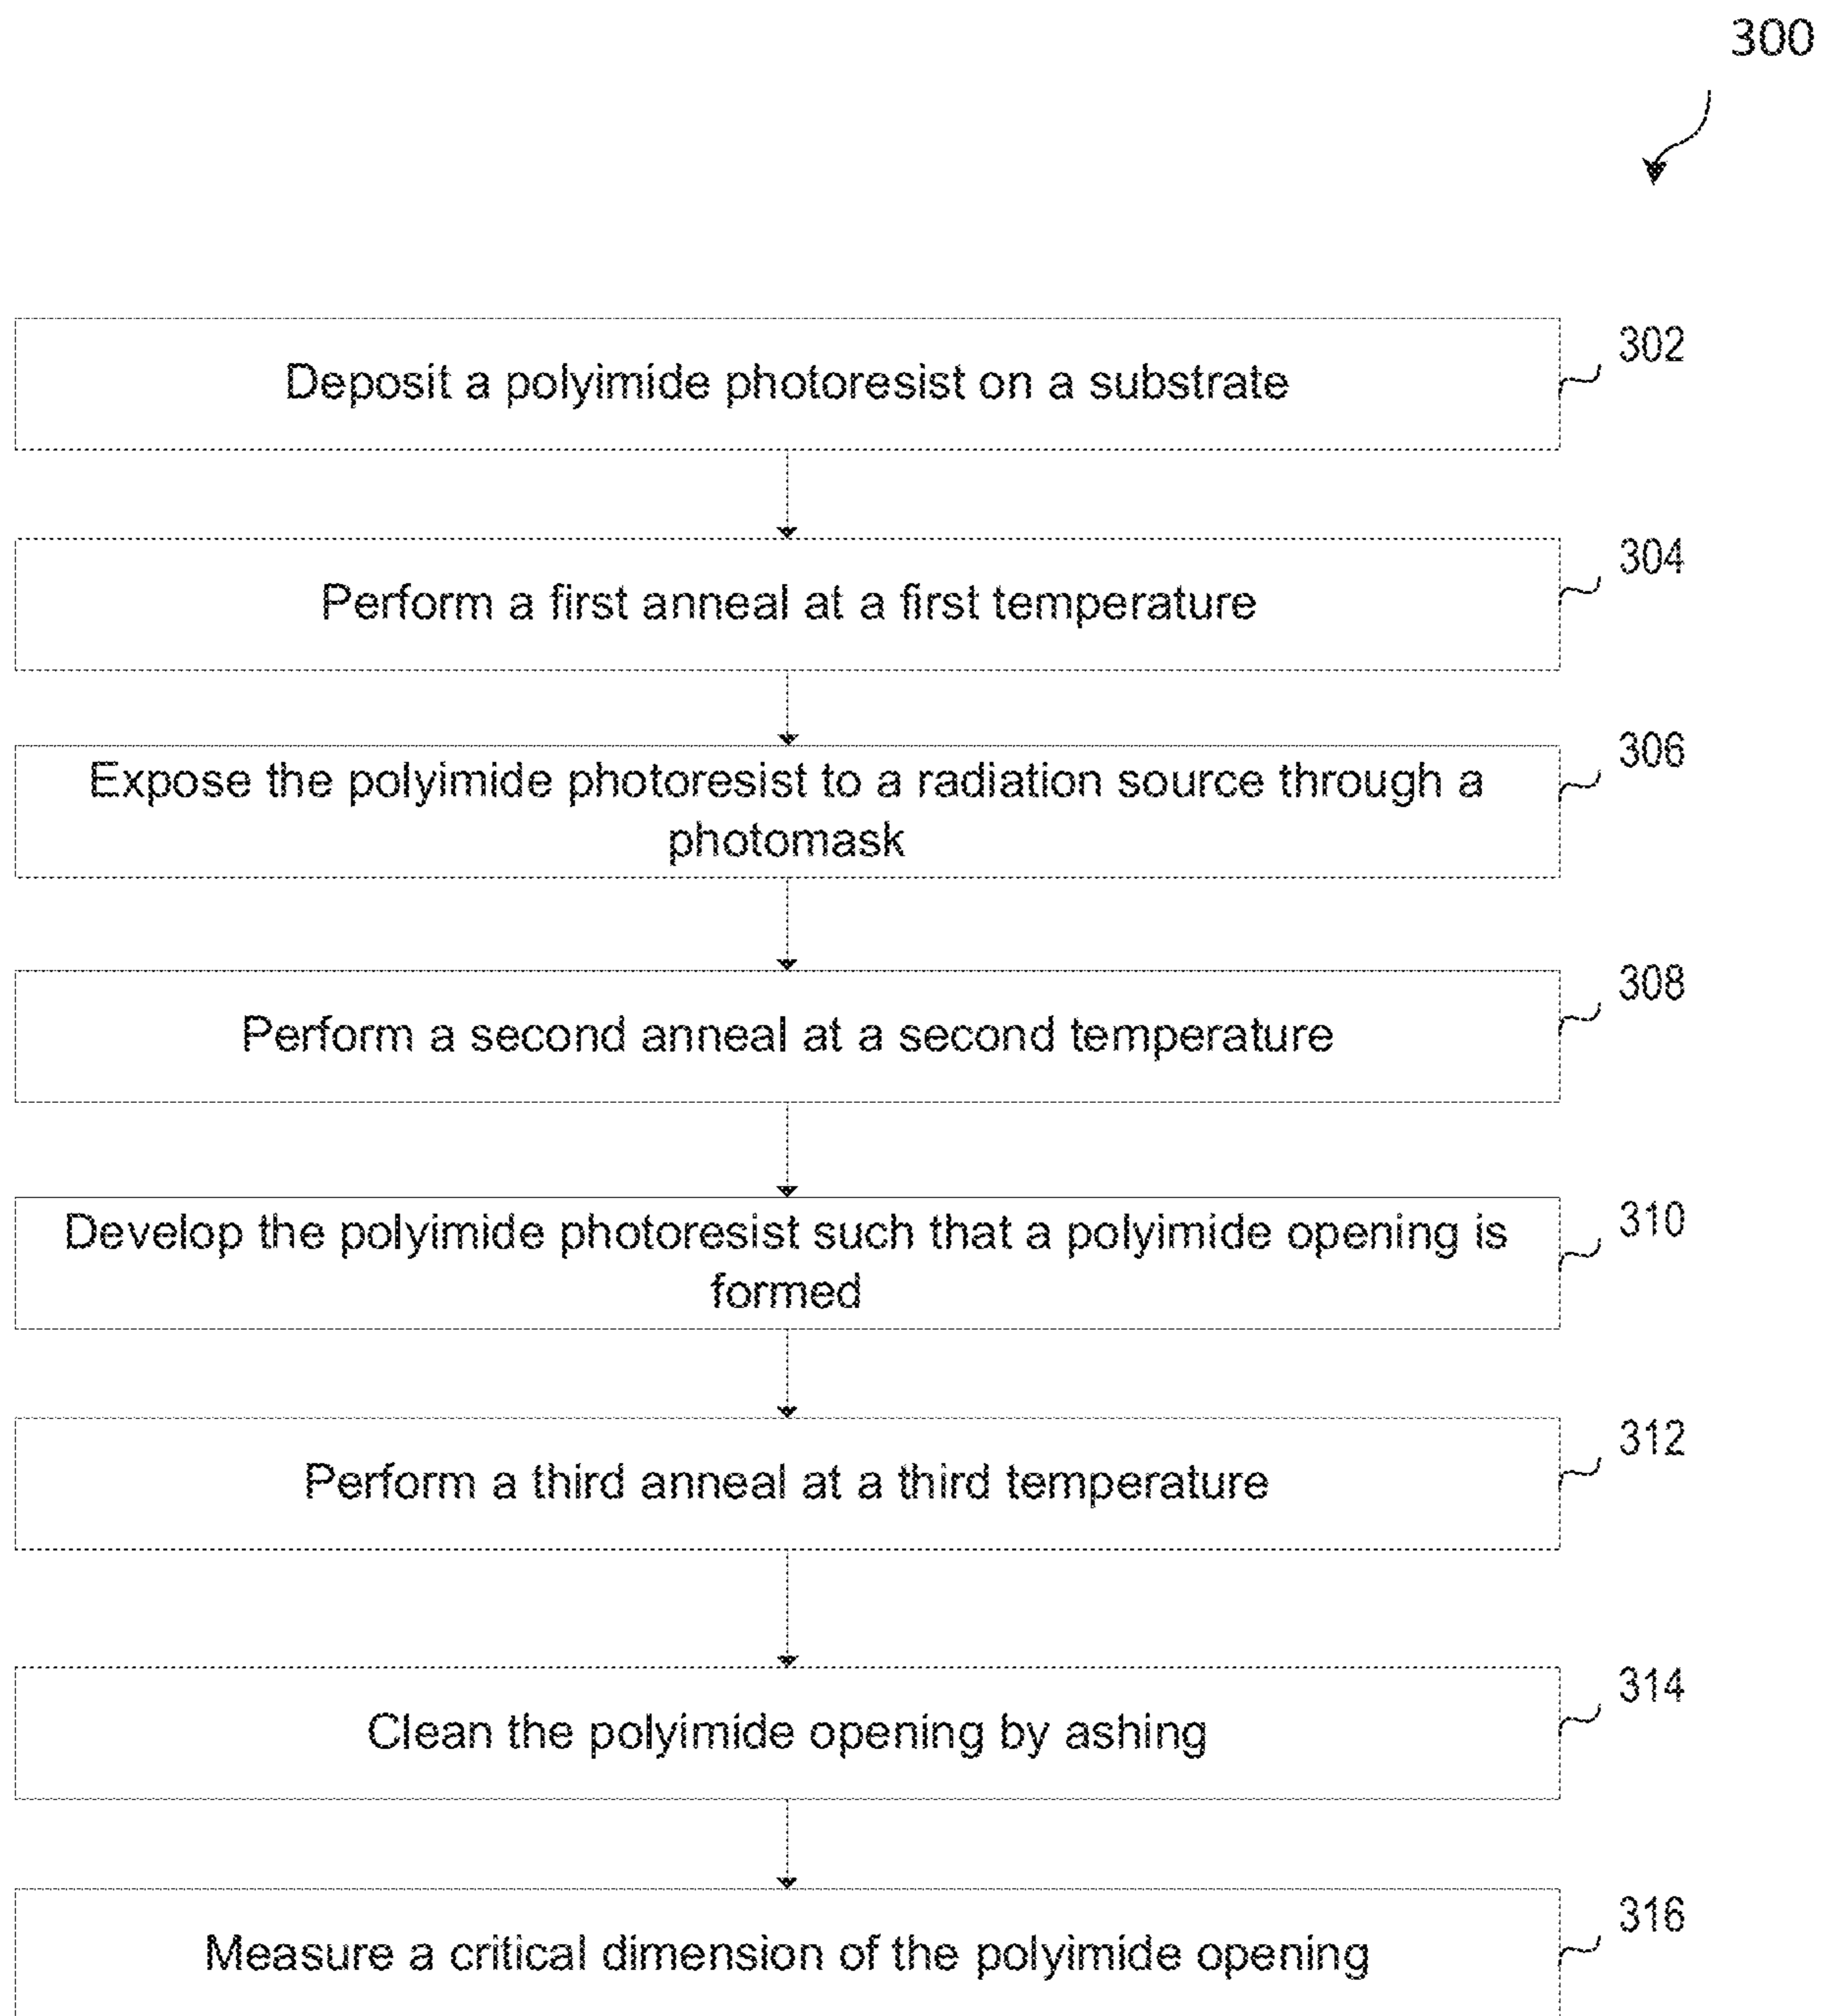 300
Deposit a polyimide photoresist on a substrate
302
Perform a first anneal at a first temperature
304
Expose the polyimide photoresist to a radiation source through a
photomask
306
Perform a second anneal at a second temperature
308
Develop the polyimide photoresist such that a polyimide opening is
formed
310
Perform a third anneal at a third temperature
312
Clean the polyimide opening by ashing
314
Measure a critical dimension of the polyimide opening
316